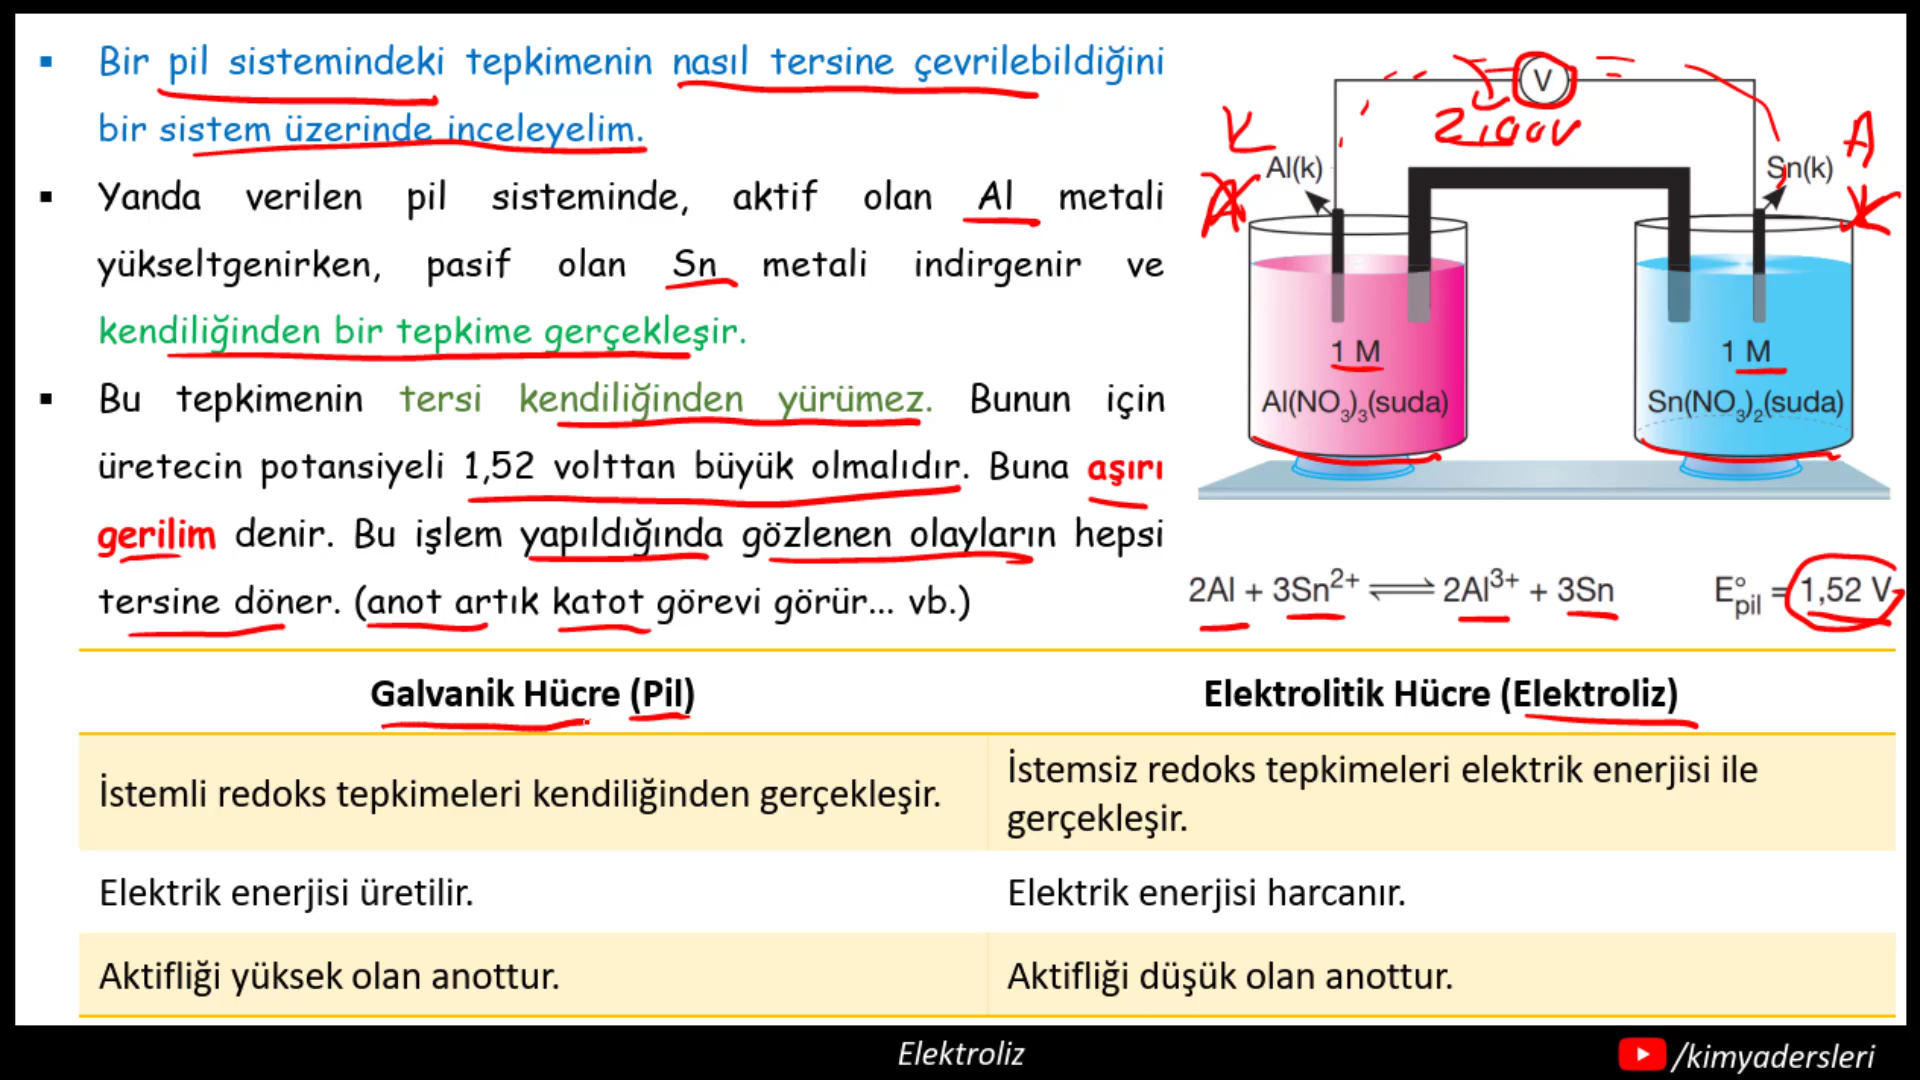 Bir pil sistemindeki tepkimenin nasıl tersine çevrilebildiğini
bir sistem üzerinde inceleyelim.
Yanda verilen pil sisteminde, aktif olan Al metali
yükseltgenirken, pasif olan Sn metali indirgenir ve
kendiliğinden bir tepkime gerçekleşir.
Bu tepkimenin tersi kendiliğinden yürümez. Bunun için
üretecin potansiyeli 1,52 volttan büyük olmalıdır. Buna aşırı
gerilim denir. Bu işlem yapıldığında gözlenen olayların hepsi
tersine döner. (anot artık katot görevi görür... vb.)
V
2,00V
K
A
Al(k)
Sn(k)
A
K
1 M
Al(NO₃)₃(suda)
1 M
Sn(NO₃)₂(suda)
2Al + 3Sn²⁺ ⇌ 2Al³⁺ + 3Sn E°pil = 1,52 V
Galvanik Hücre (Pil)
Elektrolitik Hücre (Elektroliz)
İstemli redoks tepkimeleri kendiliğinden gerçekleşir.
İstemsiz redoks tepkimeleri elektrik enerjisi ile
gerçekleşir.
Elektrik enerjisi üretilir.
Elektrik enerjisi harcanır.
Aktifliği yüksek olan anottur.
Aktifliği düşük olan anottur.
Elektroliz
/kimyadersleri